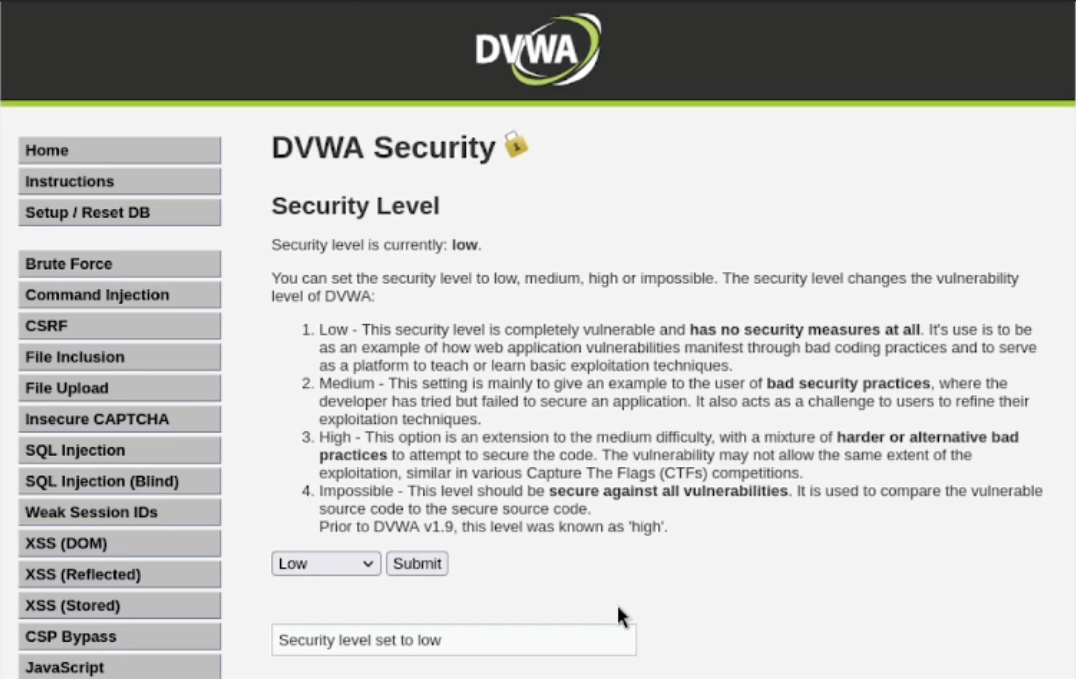 DVWA
Home
Instructions
Setup / Reset DB
Brute Force
Command Injection
CSRF
File Inclusion
File Upload
Insecure CAPTCHA
SQL Injection
SQL Injection (Blind)
Weak Session IDs
XSS (DOM)
XSS (Reflected)
XSS (Stored)
CSP Bypass
JavaScript
DVWA Security
Security Level
Security level is currently: low.
You can set the security level to low, medium, high or impossible. The security level changes the vulnerability
level of DVWA:
1. Low - This security level is completely vulnerable and has no security measures at all. It's use is to be
as an example of how web application vulnerabilities manifest through bad coding practices and to serve
as a platform to teach or learn basic exploitation techniques.
2. Medium - This setting is mainly to give an example to the user of bad security practices, where the
developer has tried but failed to secure an application. It also acts as a challenge to users to refine their
exploitation techniques.
3. High - This option is an extension to the medium difficulty, with a mixture of harder or alternative bad
practices to attempt to secure the code. The vulnerability may not allow the same extent of the
exploitation, similar in various Capture The Flags (CTFs) competitions.
4. Impossible - This level should be secure against all vulnerabilities. It is used to compare the vulnerable
source code to the secure source code.
Prior to DVWA v1.9, this level was known as 'high'.
Low Submit
Security level set to low